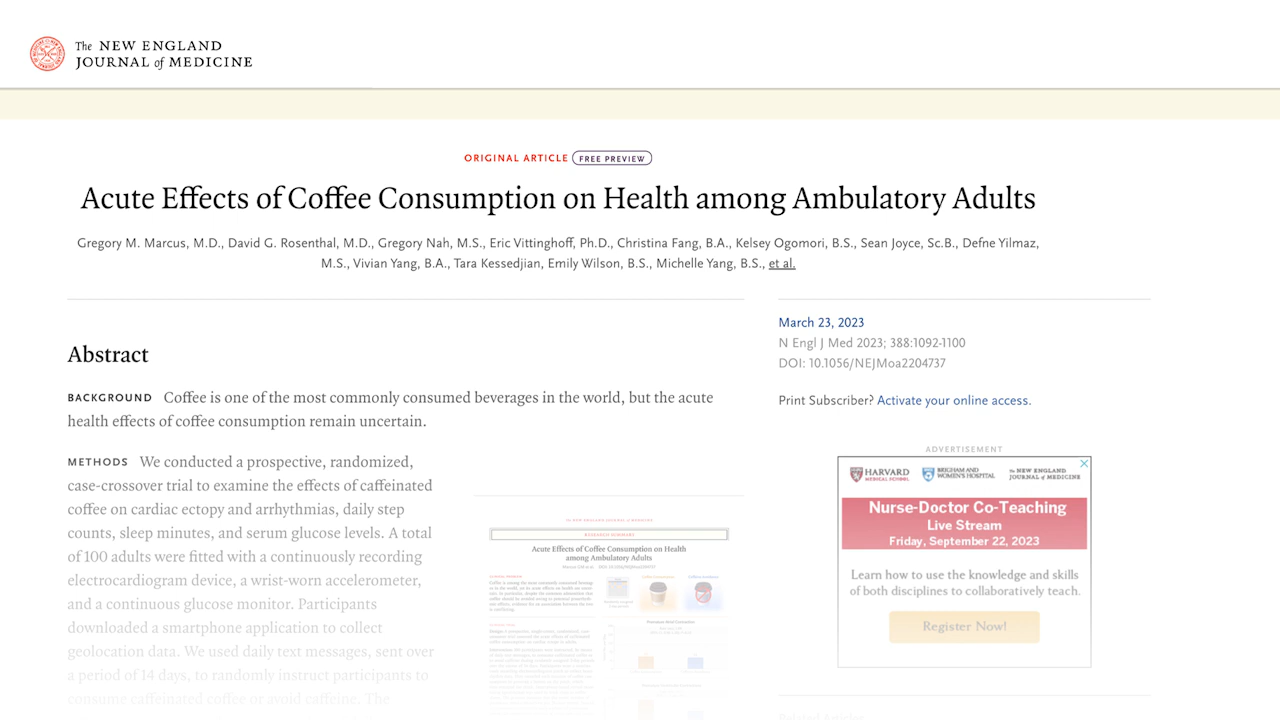 The NEW ENGLAND
JOURNAL of MEDICINE
ORIGINAL ARTICLE FREE PREVIEW
Acute Effects of Coffee Consumption on Health among Ambulatory Adults
Gregory M. Marcus, M.D., David G. Rosenthal, M.D., Gregory Nah, M.S., Eric Vittinghoff, Ph.D., Christina Fang, B.A., Kelsey Ogomori, B.S., Sean Joyce, Sc.B., Defne Yilmaz,
M.S., Vivian Yang, B.A., Tara Kessedjian, Emily Wilson, B.S., Michelle Yang, B.S., et al.
Abstract
BACKGROUND Coffee is one of the most commonly consumed beverages in the world, but the acute
health effects of coffee consumption remain uncertain.
METHODS We conducted a prospective, randomized,
case-crossover trial to examine the effects of caffeinated
coffee on cardiac ectopy and arrhythmias, daily step
counts, sleep minutes, and serum glucose levels. A total
of 100 adults were fitted with a continuously recording
electrocardiogram device, a wrist-worn accelerometer,
and a continuous glucose monitor. Participants
downloaded a smartphone application to collect
geolocation data. We used daily text messages, sent over
a period of 14 days, to randomly instruct participants to
consume caffeinated coffee or avoid caffeine. The
THE NEW ENGLAND JOURNAL OF MEDICINE
RESEARCH SUMMARY
Acute Effects of Coffee Consumption on Health
among Ambulatory Adults
March 23, 2023
N Engl J Med 2023; 388:1092-1100
DOI: 10.1056/NEJMoa2204737
Print Subscriber? Activate your online access.
ADVERTISEMENT
HARVARD
MEDICAL SCHOOL
BRIGHAM AND
WOMEN'S HOSPITAL
The NEW ENGLAND
JOURNAL of MEDICINE
Nurse-Doctor Co-Teaching
Live Stream
Friday, September 22, 2023
Learn how to use the knowledge and skills
of both disciplines to collaboratively teach.
Register Now!
Related Articles